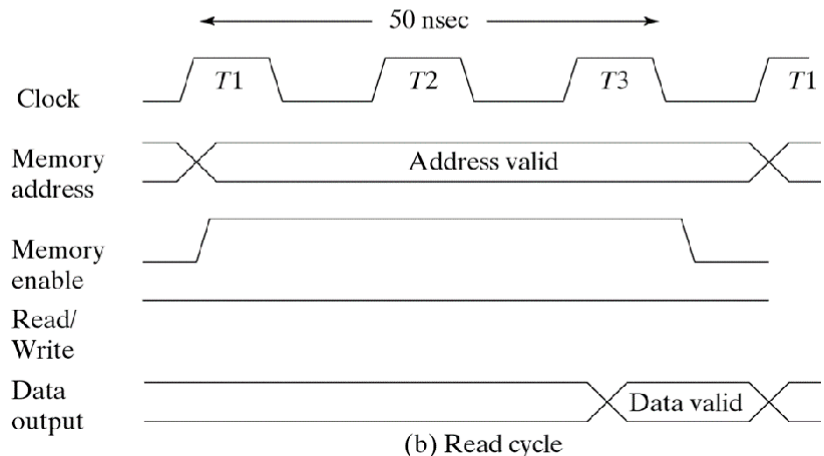 50 nsec
Clock T1 T2 T3 T1
Memory
address
Address valid
Memory
enable
Read/
Write
Data
output
Data valid
(b) Read cycle